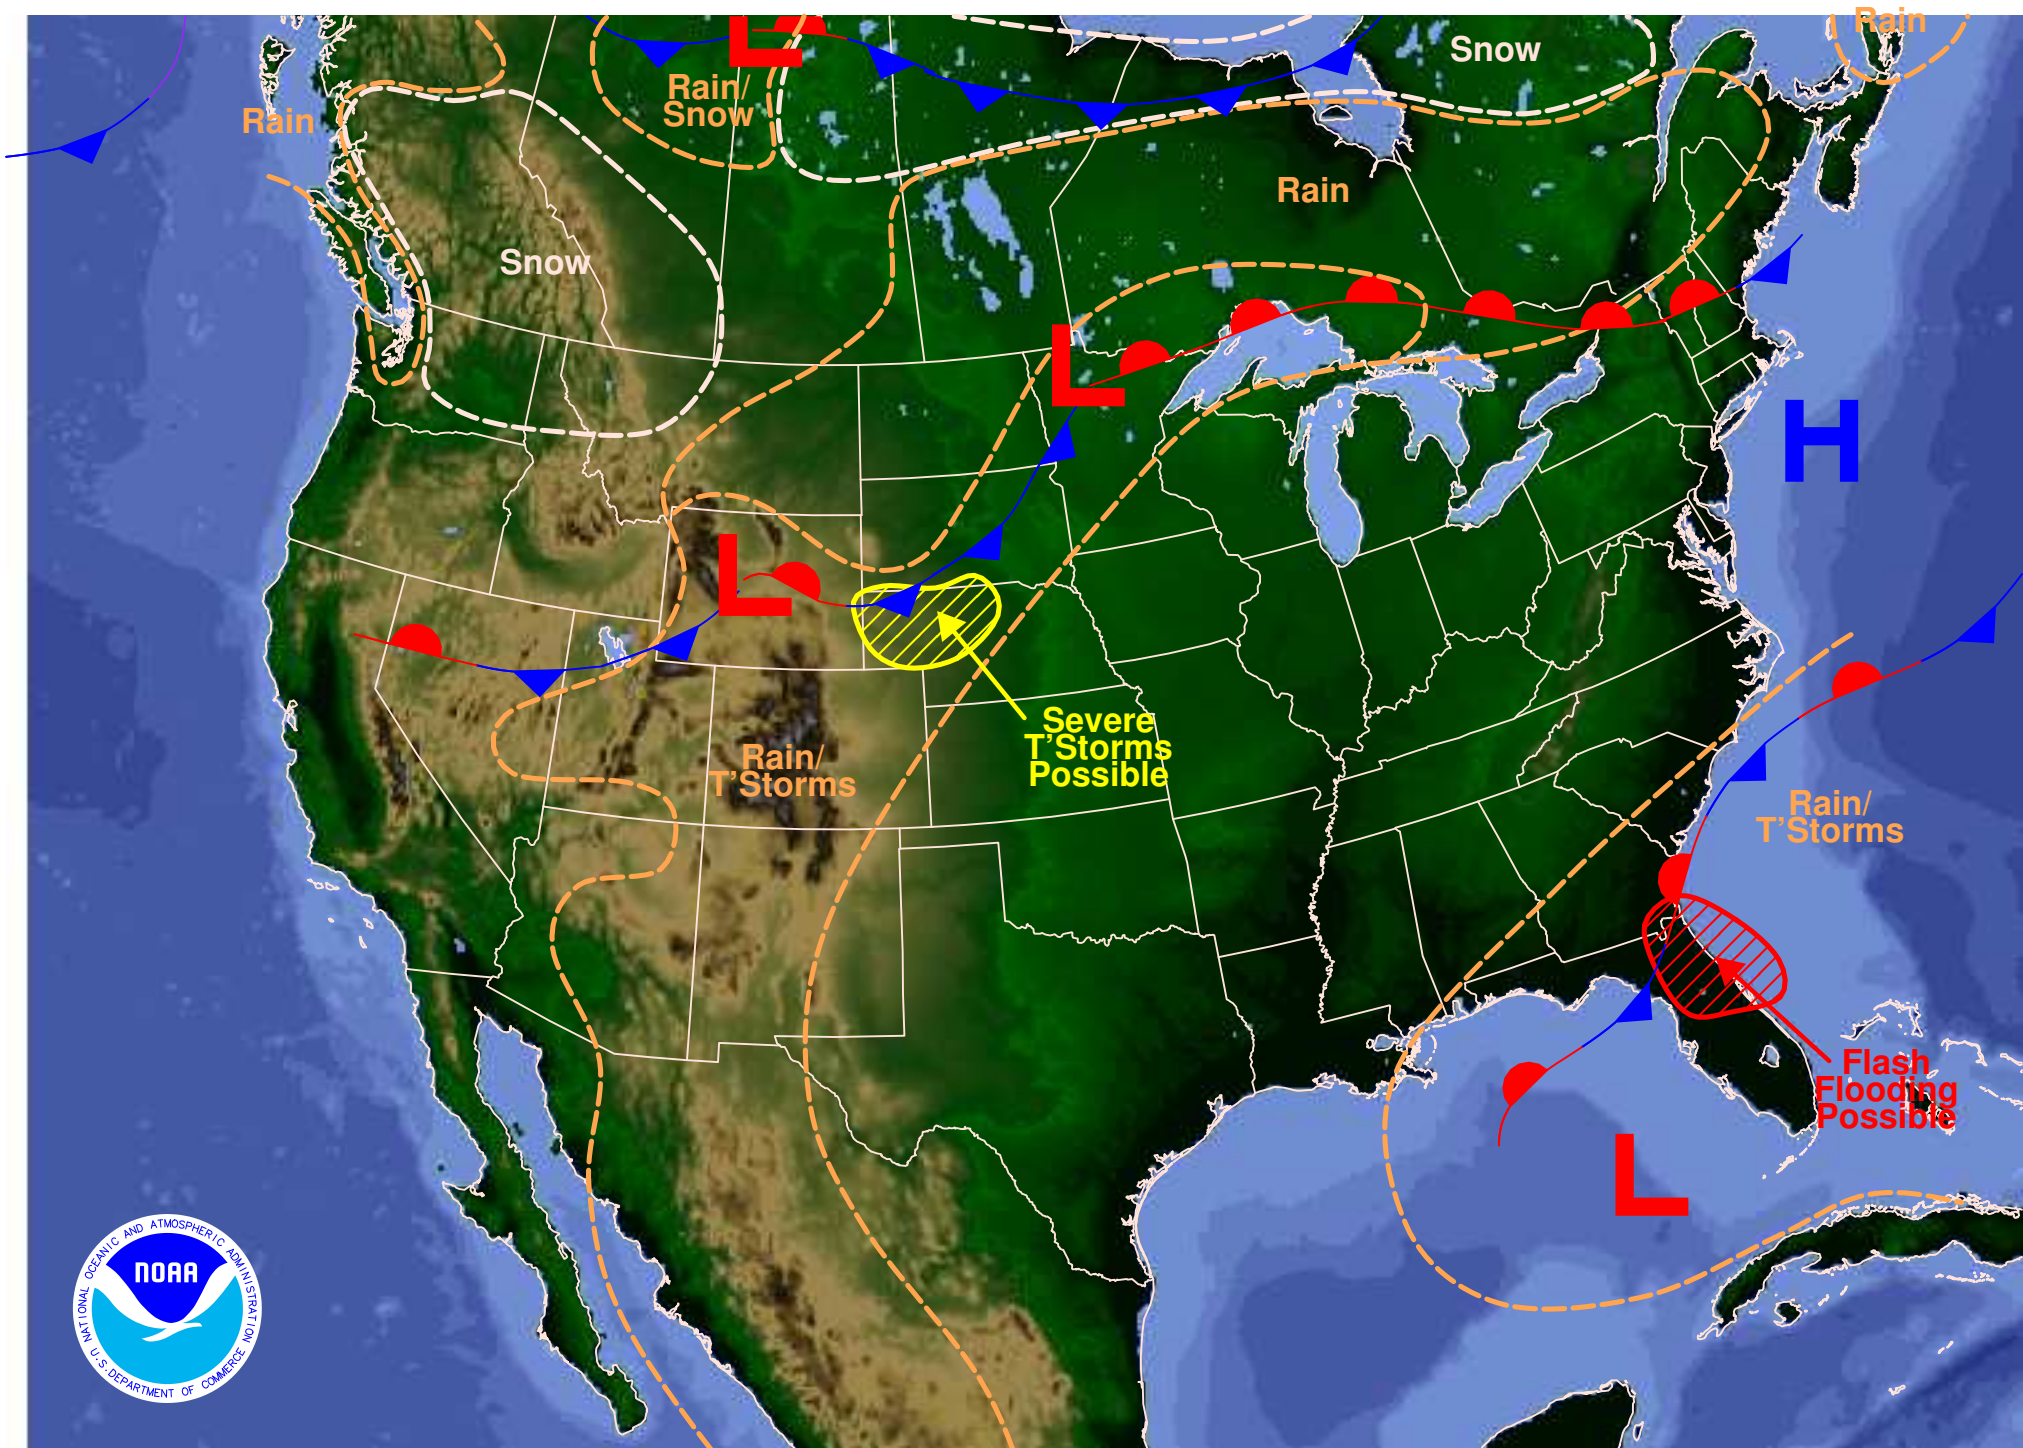 Rain
Snow
Rain/
Snow
Rain
Rain
Snow
L
L
H
L
Severe
T'Storms
Possible
Rain/
T'Storms
Rain/
T'Storms
Flash
Flooding
Possible
L
NATIONAL OCEANIC AND ATMOSPHERIC ADMINISTRATION
NOAA
U.S. DEPARTMENT OF COMMERCE